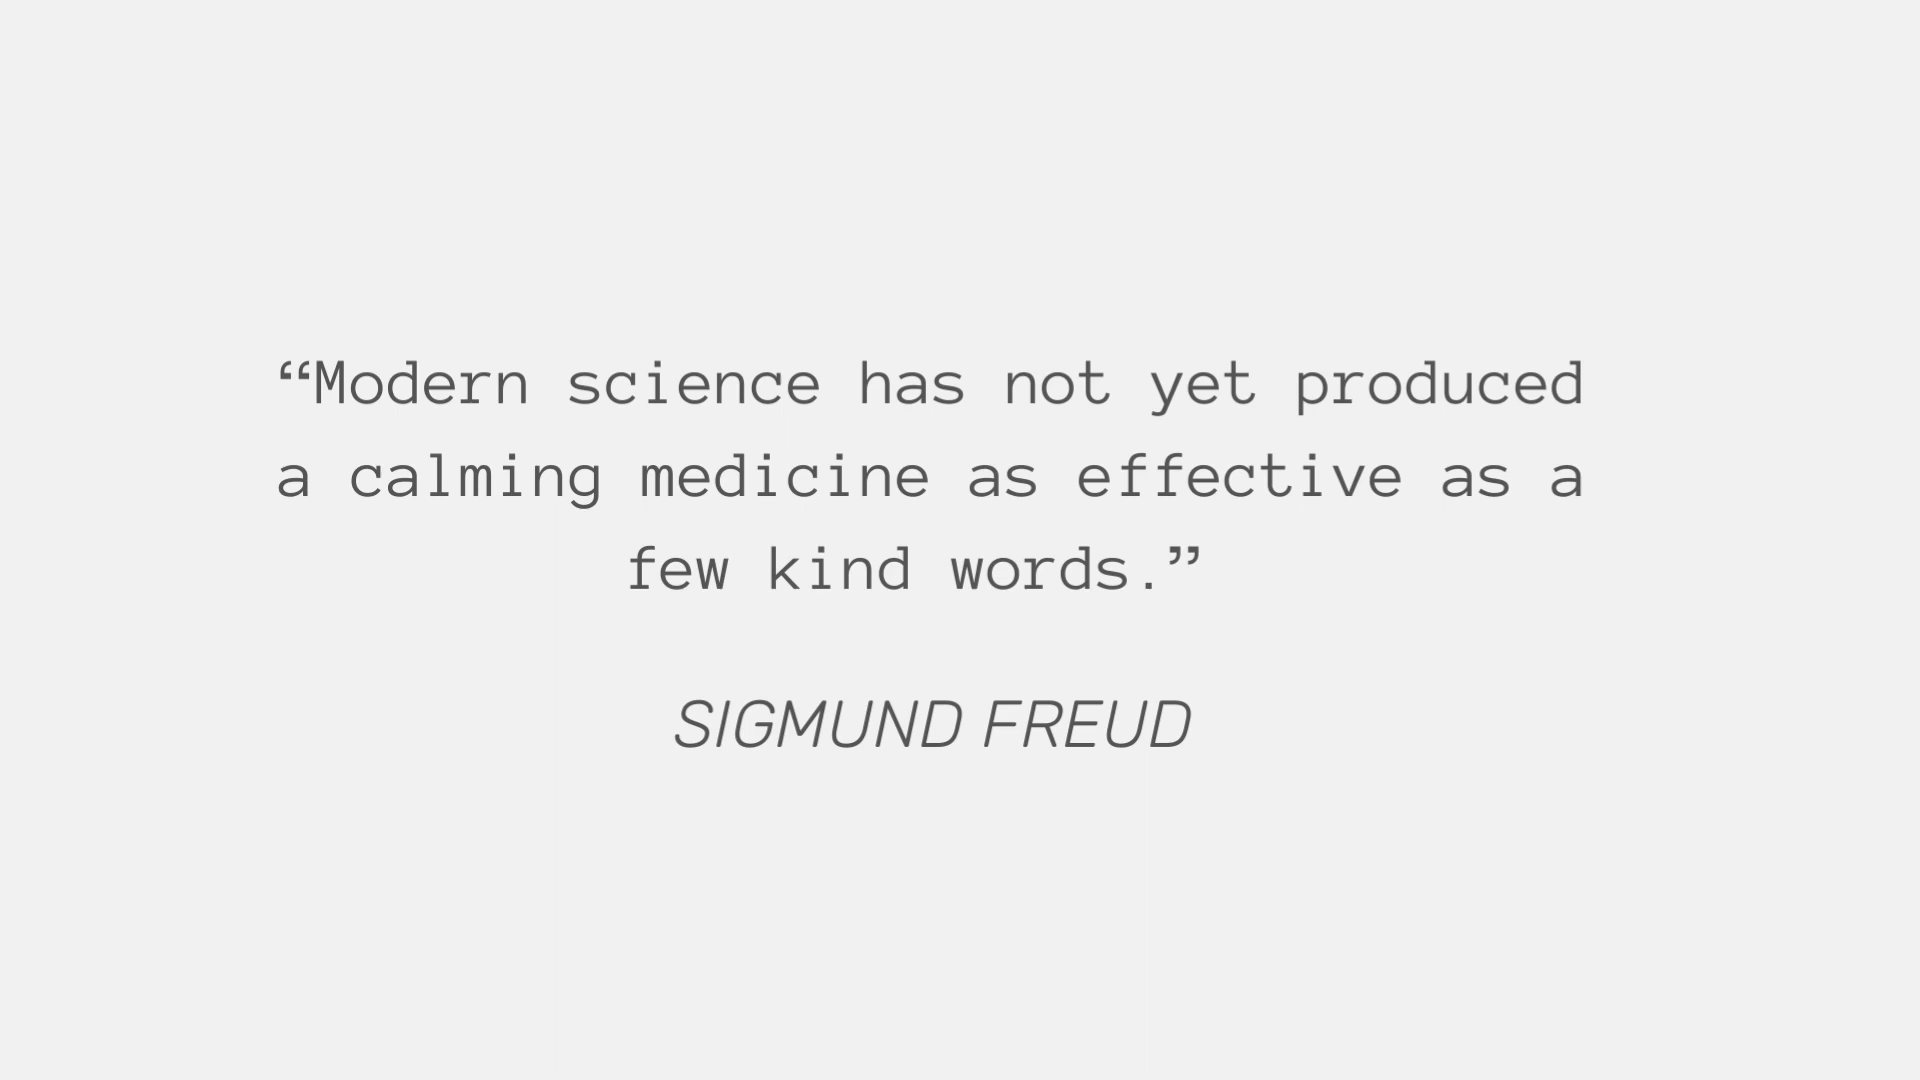 “Modern science has not yet produced
a calming medicine as effective as a
few kind words.”
SIGMUND FREUD